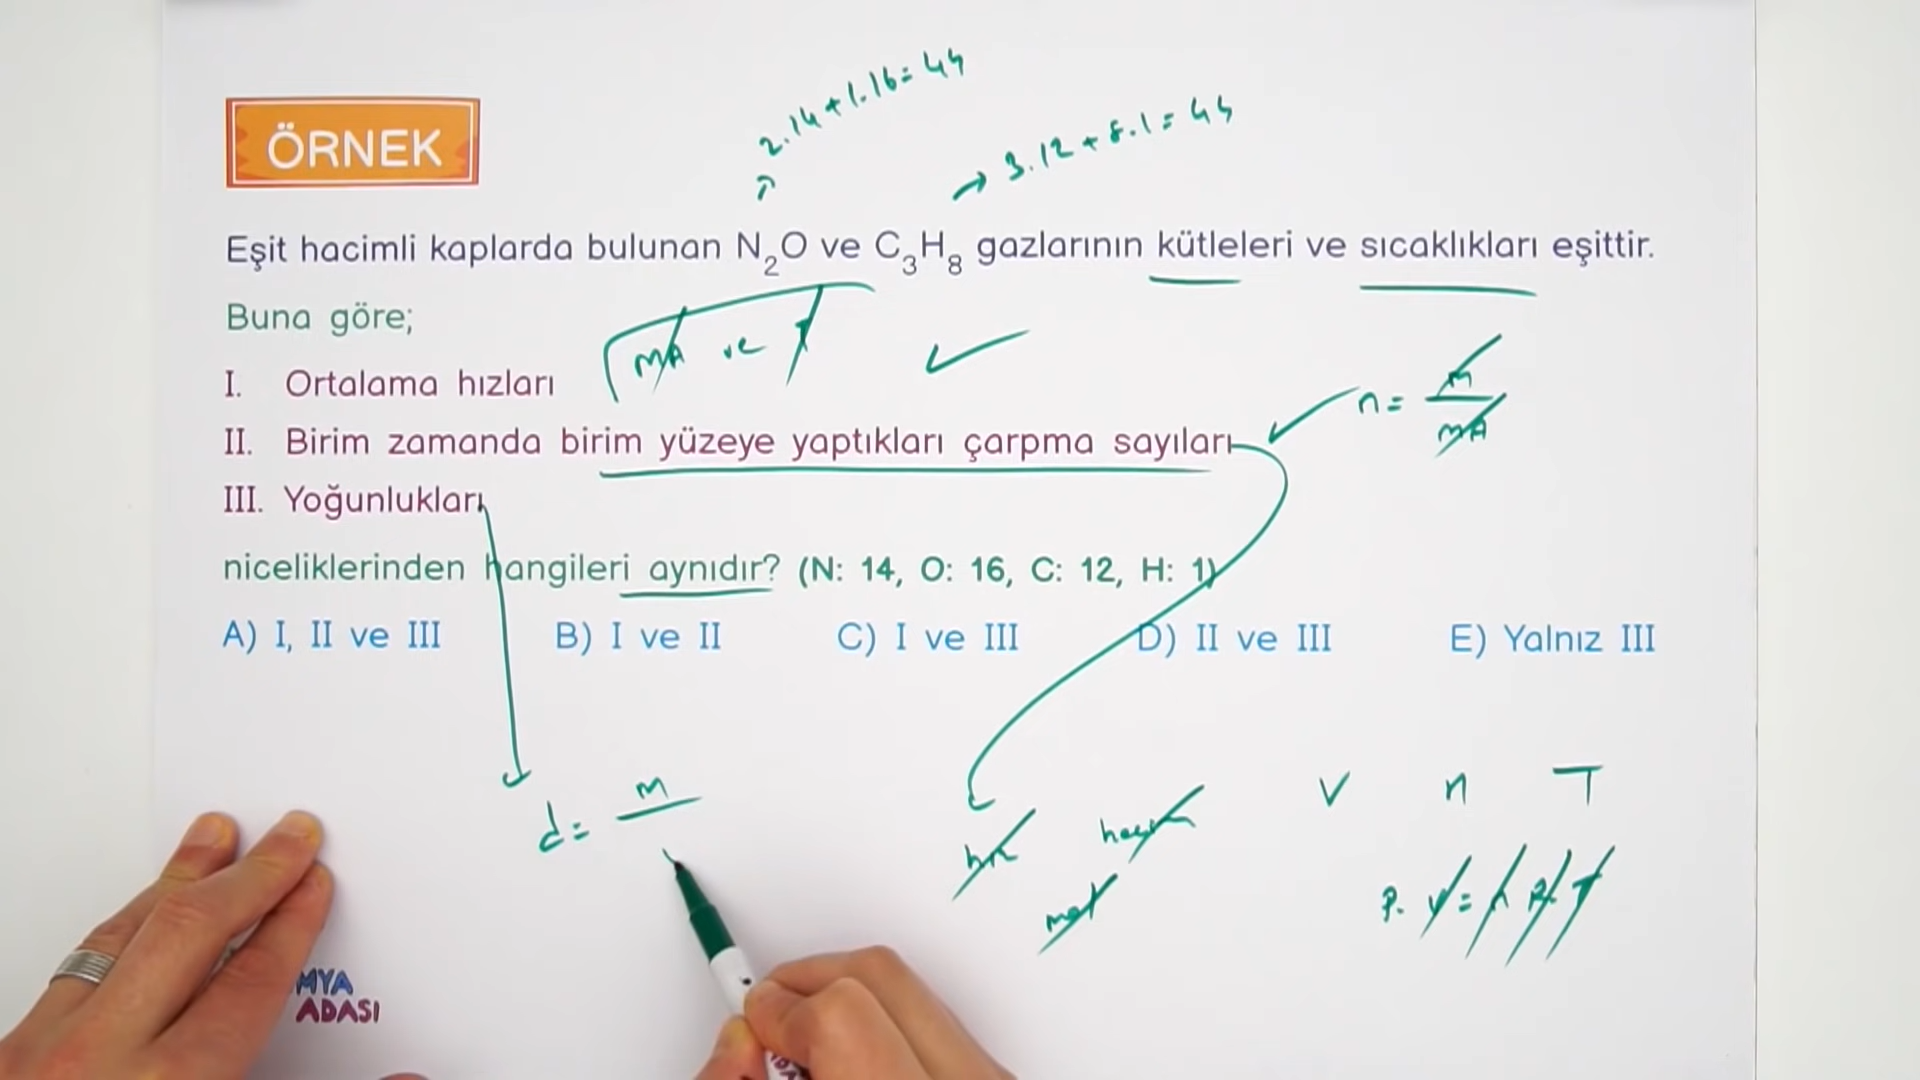 2.14+1.16=44
→ 3.12+8.1=44
ÖRNEK
Eşit hacimli kaplarda bulunan N₂O ve C₃H₈ gazlarının kütleleri ve sıcaklıkları eşittir.
Buna göre;
MA ve T
I. Ortalama hızları
n= m/MA
II. Birim zamanda birim yüzeye yaptıkları çarpma sayıları
III. Yoğunlukları
niceliklerinden hangileri aynıdır? (N: 14, O: 16, C: 12, H: 1)
A) I, II ve III B) I ve II C) I ve III D) II ve III E) Yalnız III
V n T
d= m
hız hacim
mol
P. V= n R T
MYA
ADASI